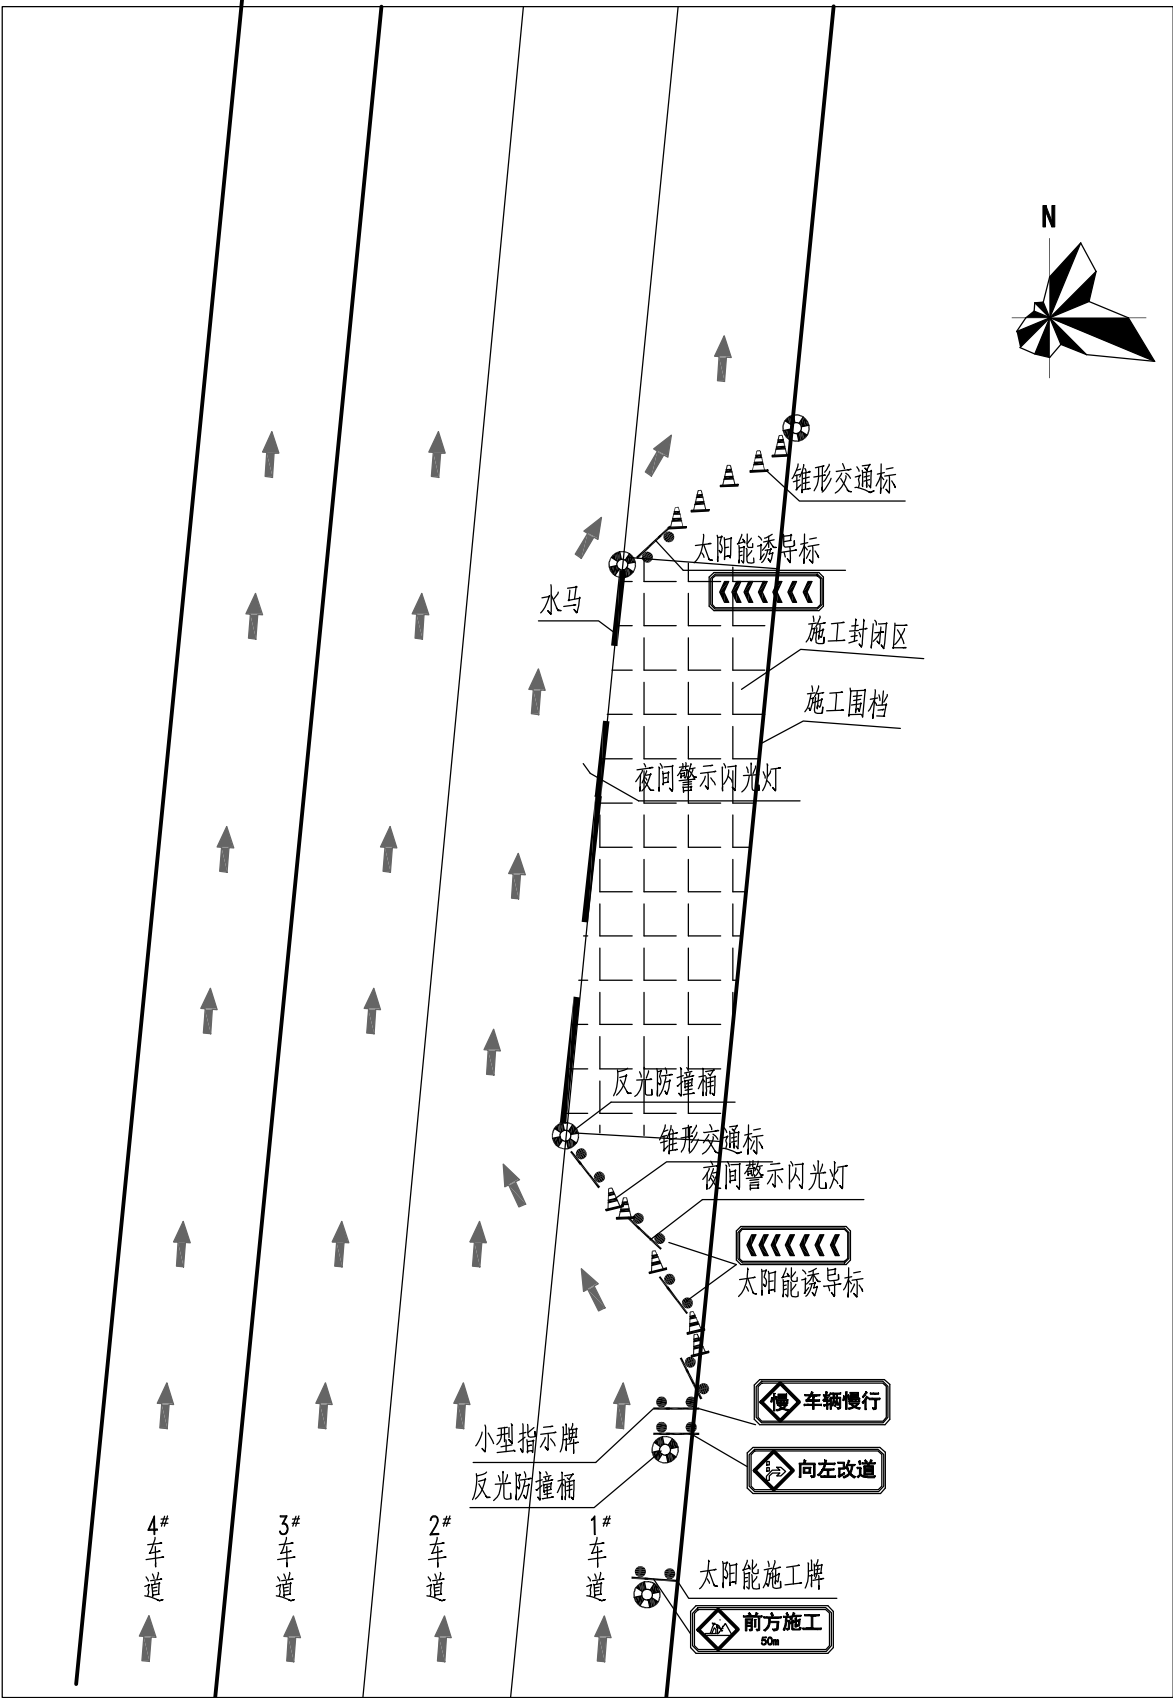 N
锥形交通标
太阳能诱导标
水马
施工封闭区
施工围档
夜间警示闪光灯
反光防撞桶
锥形交通标
夜间警示闪光灯
太阳能诱导标
慢 车辆慢行
小型指示牌
向左改道
反光防撞桶
4#
车
道
3#
车
道
2#
车
道
1#
车
道
太阳能施工牌
前方施工
50m